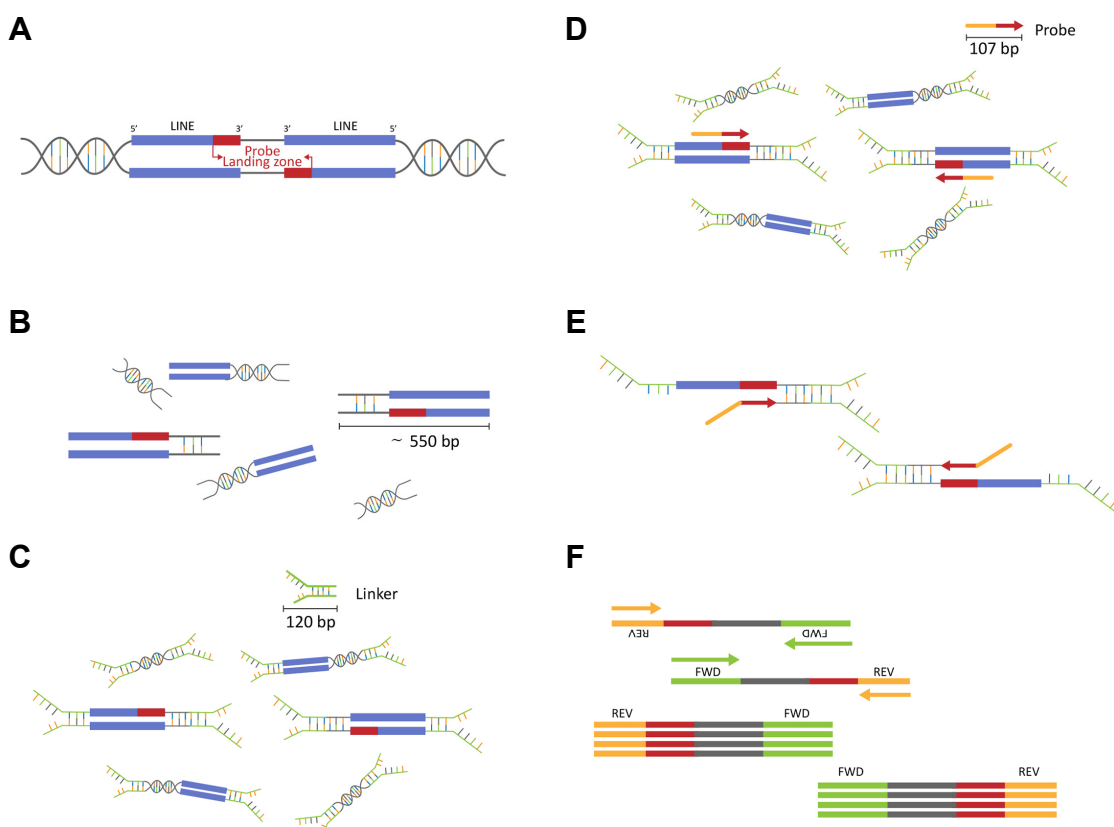 A
5' LINE 3' 3' LINE 5'
Probe
Landing zone
B
~ 550 bp
C
Linker
120 bp
D
Probe
107 bp
E
F
REV FWD
FWD REV
REV FWD
FWD REV